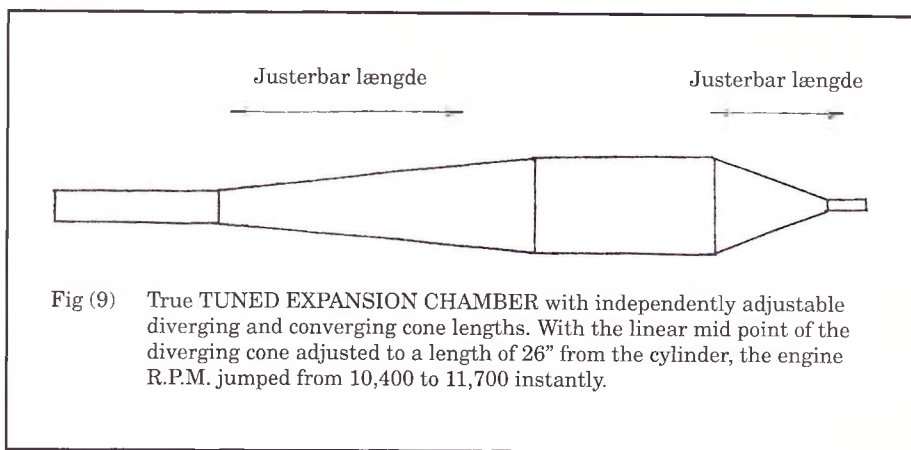 Justerbar længde Justerbar længde
Fig (9) True TUNED EXPANSION CHAMBER with independently adjustable
diverging and converging cone lengths. With the linear mid point of the
diverging cone adjusted to a length of 26” from the cylinder, the engine
R.P.M. jumped from 10,400 to 11,700 instantly.